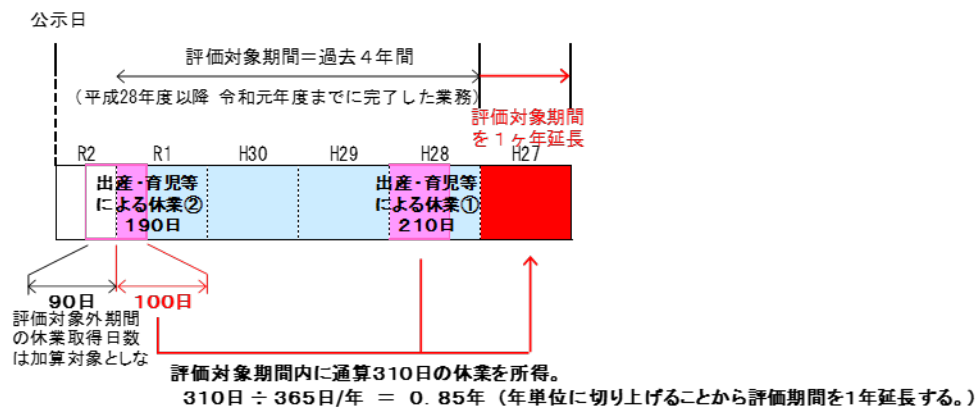 公示日
評価対象期間＝過去４年間
（平成28年度以降 令和元年度までに完了した業務）
評価対象期間
を１ヶ年延長
R2 R1 H30 H29 H28 H27
出産・育児等
による休業②
190日
出産・育児等
による休業①
210日
90日
100日
評価対象外期間
の休業取得日数
は加算対象としな
評価対象期間内に通算310日の休業を所得。
310日 ÷ 365日/年 ＝ 0. 85年 （年単位に切り上げることから評価期間を1年延長する。）